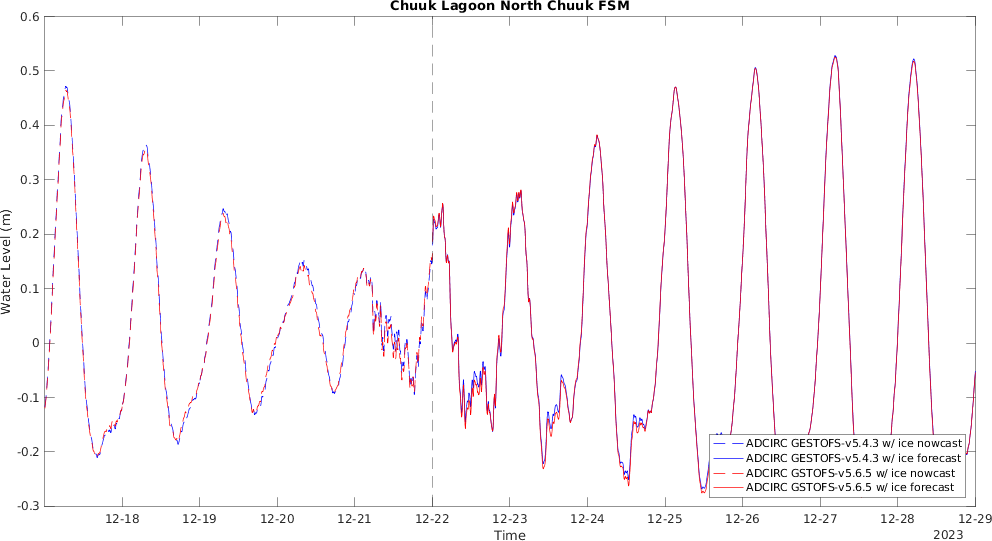 Chuuk Lagoon North Chuuk FSM
Water Level (m)
0.6
0.5
0.4
0.3
0.2
0.1
0
-0.1
-0.2
-0.3
12-18 12-19 12-20 12-21 12-22 12-23 12-24 12-25 12-26 12-27 12-28 12-29
Time
2023
ADCIRC GESTOFS-v5.4.3 w/ ice nowcast
ADCIRC GESTOFS-v5.4.3 w/ ice forecast
ADCIRC GSTOFS-v5.6.5 w/ ice nowcast
ADCIRC GSTOFS-v5.6.5 w/ ice forecast